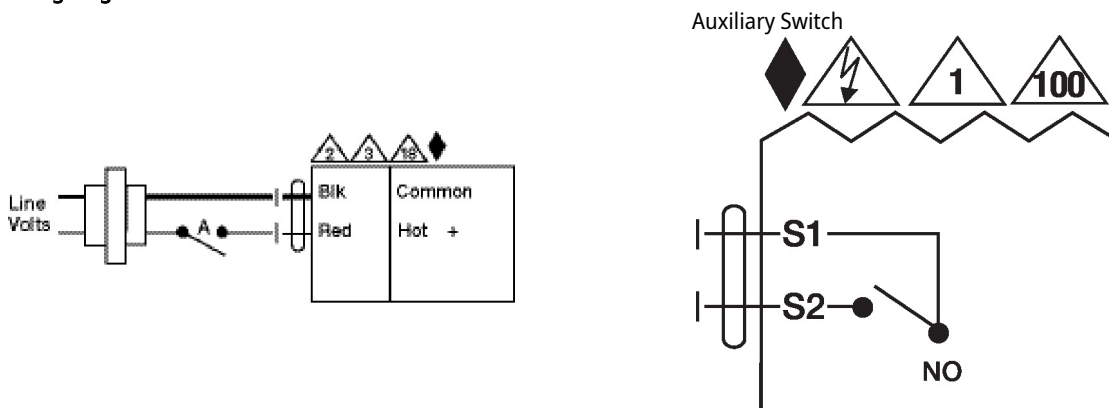 Auxiliary Switch
1 100
2 3 18
Line
Volts
A
Blk Common
Red Hot +
S1
S2
NO